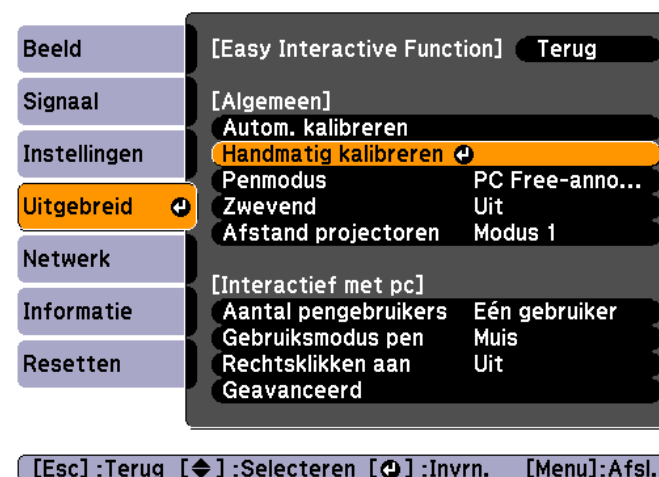 Beeld
Signaal
Instellingen
Uitgebreid
Netwerk
Informatie
Resetten
[Easy Interactive Function] Terug
[Algemeen]
Autom. kalibreren
Handmatig kalibreren
Penmodus PC Free-anno...
Zwevend Uit
Afstand projectoren Modus 1
[Interactief met pc]
Aantal pengebruikers Eén gebruiker
Gebruiksmodus pen Muis
Rechtsklikken aan Uit
Geavanceerd
[Esc] :Terug [◆] :Selecteren [⏎] :Invrn. [Menu]:Afsl.